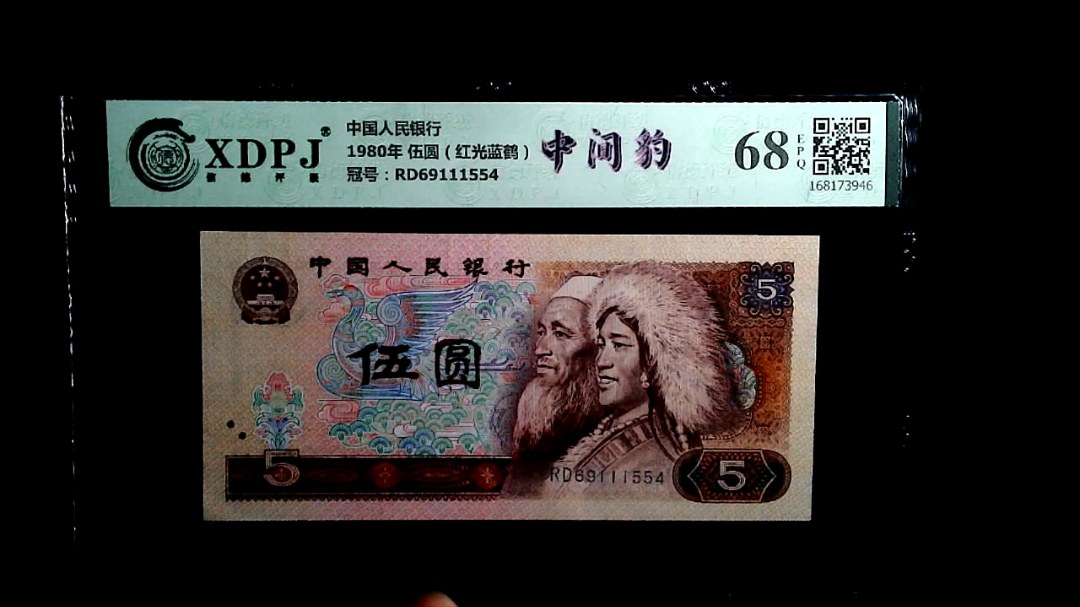 XDPJ®
中国人民银行
1980年 伍圆（红光蓝鹤）
冠号：RD69111554
中间豹
68
EPQ
168173946
中国人民银行
5
伍圆
RD69111554
5
5